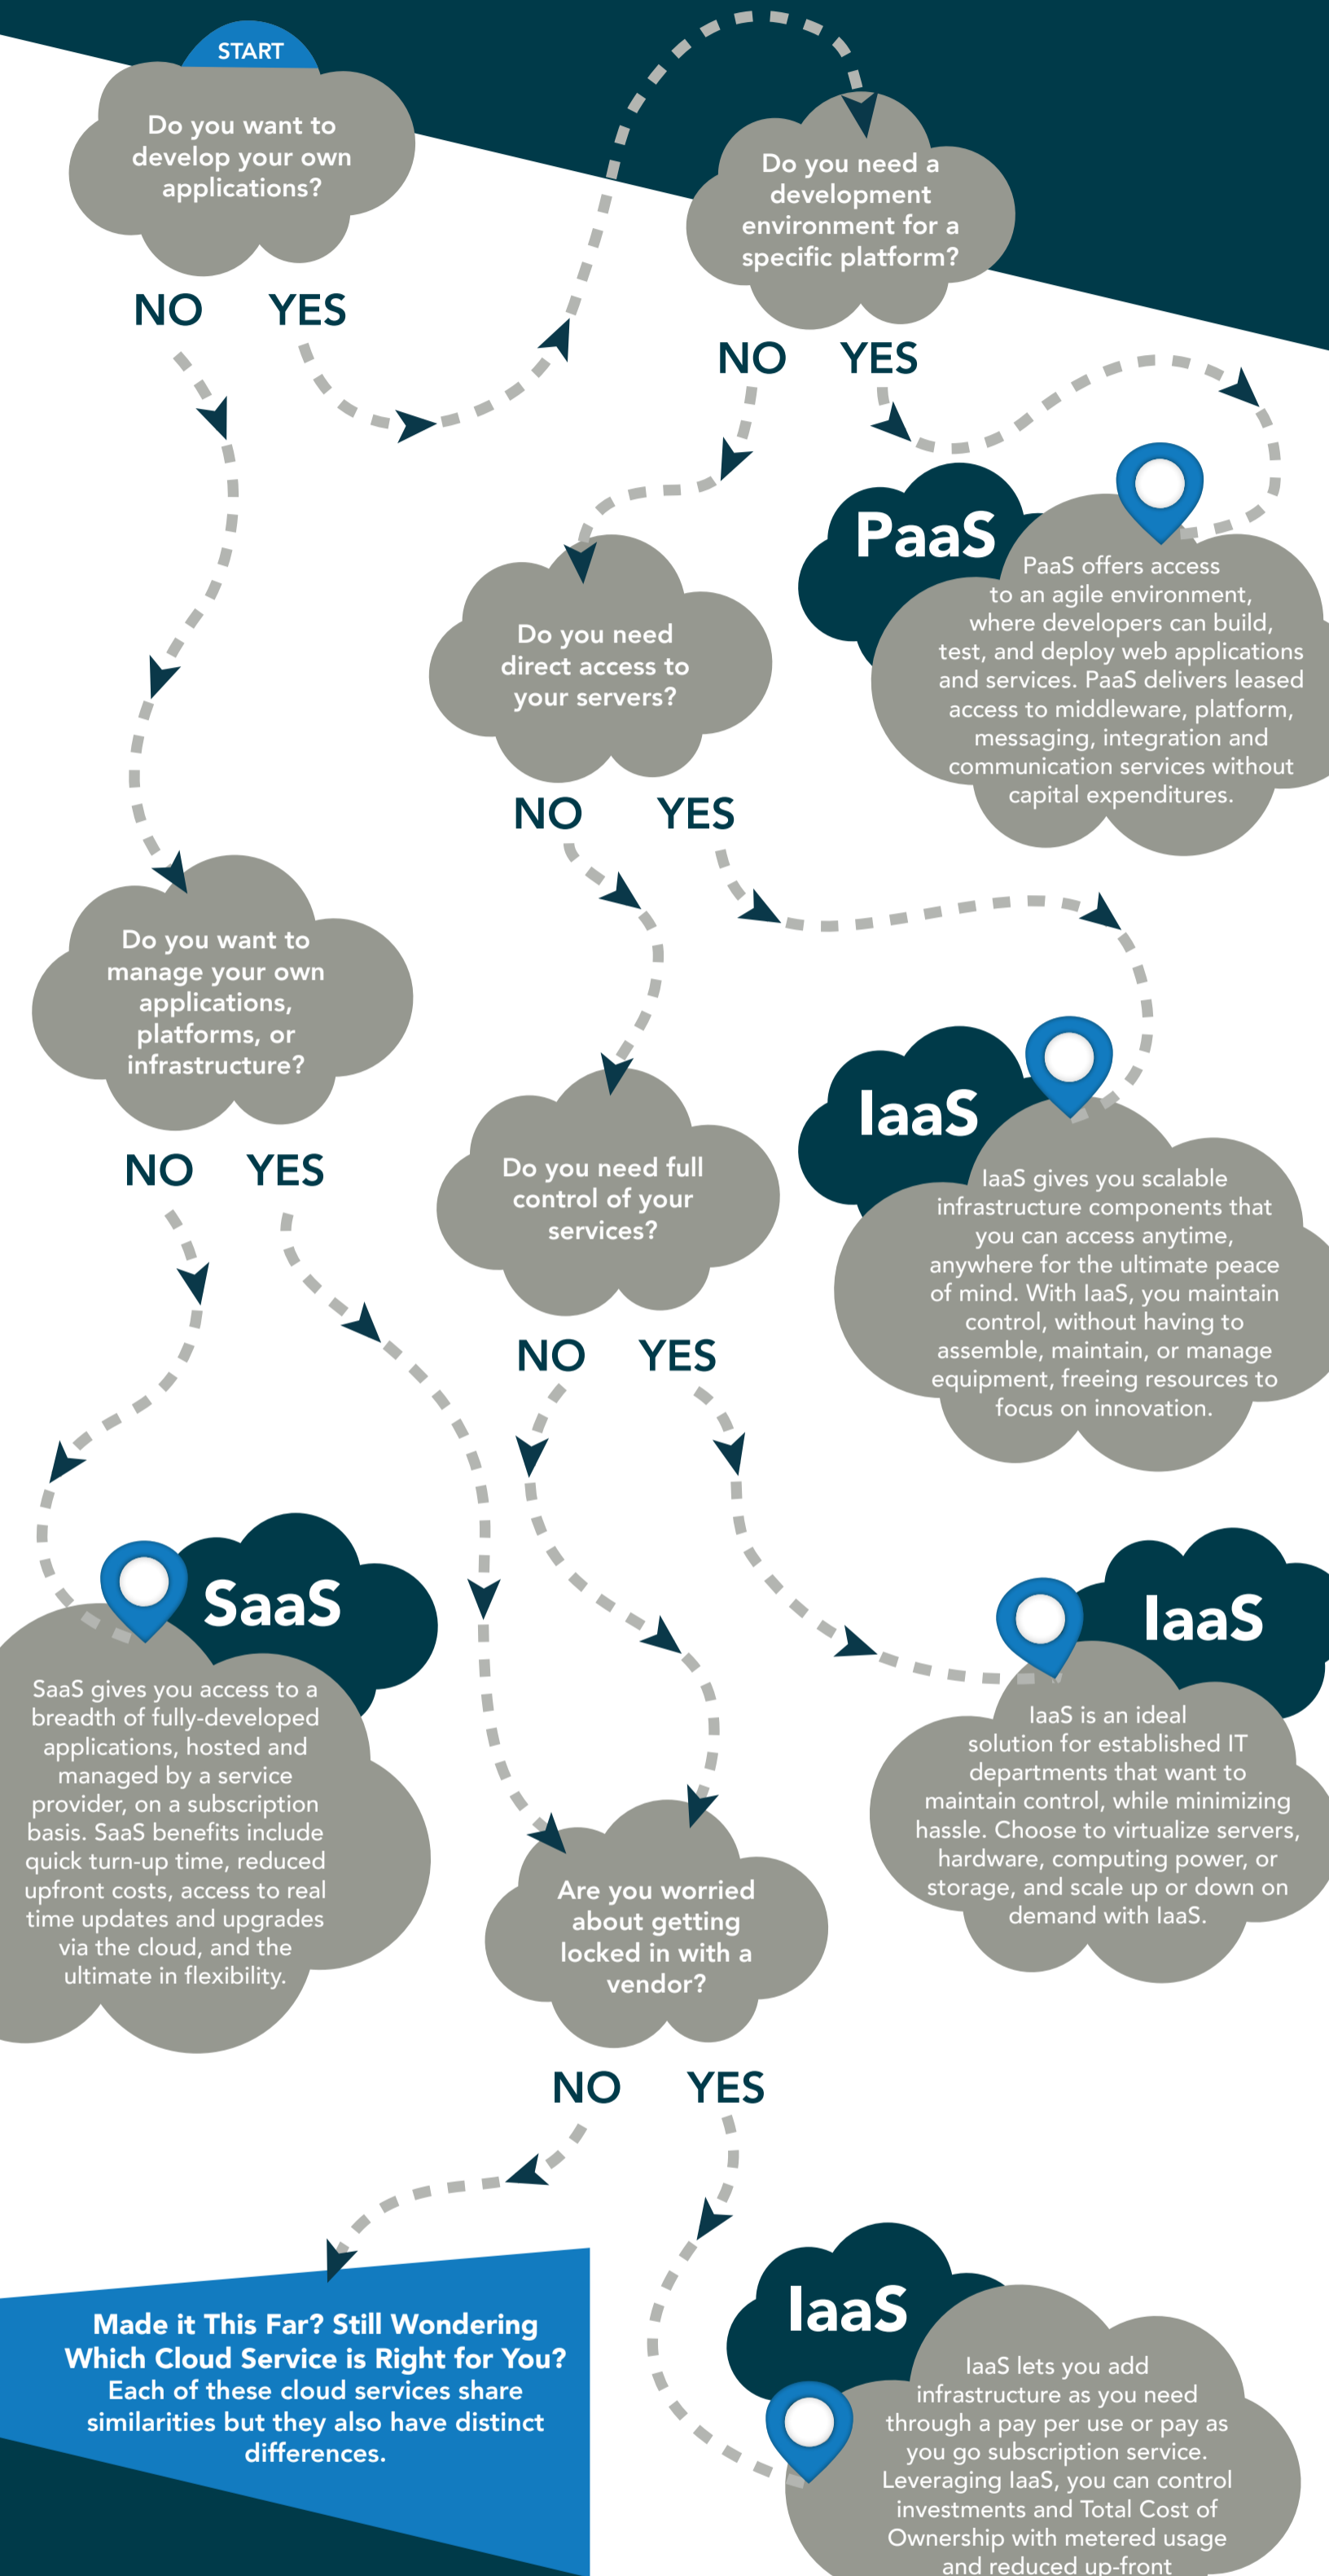 START
Do you want to
develop your own
applications?
NO YES
Do you need a
development
environment for a
specific platform?
NO YES
PaaS
PaaS offers access
to an agile environment,
where developers can build,
test, and deploy web applications
and services. PaaS delivers leased
access to middleware, platform,
messaging, integration and
communication services without
capital expenditures.
Do you need
direct access to
your servers?
NO YES
Do you want to
manage your own
applications,
platforms, or
infrastructure?
NO YES
IaaS
IaaS gives you scalable
infrastructure components that
you can access anytime,
anywhere for the ultimate peace
of mind. With IaaS, you maintain
control, without having to
assemble, maintain, or manage
equipment, freeing resources to
focus on innovation.
Do you need full
control of your
services?
NO YES
SaaS
SaaS gives you access to a
breadth of fully-developed
applications, hosted and
managed by a service
provider, on a subscription
basis. SaaS benefits include
quick turn-up time, reduced
upfront costs, access to real
time updates and upgrades
via the cloud, and the
ultimate in flexibility.
IaaS
IaaS is an ideal
solution for established IT
departments that want to
maintain control, while minimizing
hassle. Choose to virtualize servers,
hardware, computing power, or
storage, and scale up or down on
demand with IaaS.
Are you worried
about getting
locked in with a
vendor?
NO YES
Made it This Far? Still Wondering
Which Cloud Service is Right for You?
Each of these cloud services share
similarities but they also have distinct
differences.
IaaS
IaaS lets you add
infrastructure as you need
through a pay per use or pay as
you go subscription service.
Leveraging IaaS, you can control
investments and Total Cost of
Ownership with metered usage
and reduced up-front